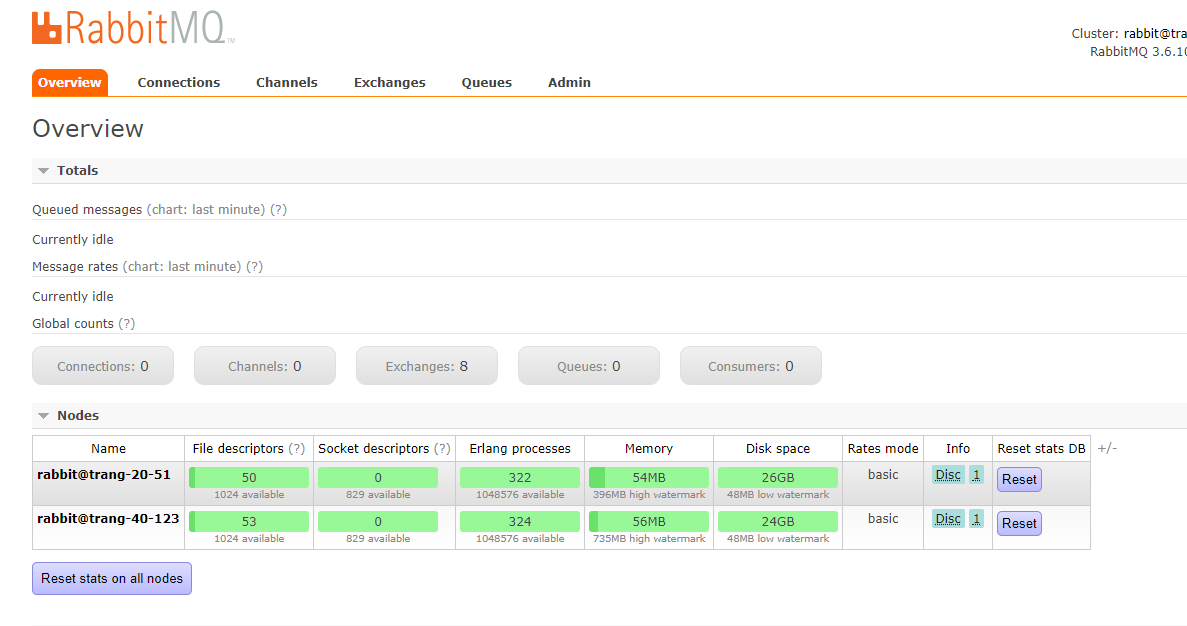 RabbitMQ™
Cluster: rabbit@tra
RabbitMQ 3.6.10
Overview Connections Channels Exchanges Queues Admin
Overview
Totals
Queued messages (chart: last minute) (?)
Currently idle
Message rates (chart: last minute) (?)
Currently idle
Global counts (?)
Connections: 0 Channels: 0 Exchanges: 8 Queues: 0 Consumers: 0
Nodes
Name File descriptors (?) Socket descriptors (?) Erlang processes Memory Disk space Rates mode Info Reset stats DB +/-
rabbit@trang-20-51 50 0 322 54MB 26GB basic Disc 1 Reset
1024 available 829 available 1048576 available 396MB high watermark 48MB low watermark
rabbit@trang-40-123 53 0 324 56MB 24GB basic Disc 1 Reset
1024 available 829 available 1048576 available 735MB high watermark 48MB low watermark
Reset stats on all nodes